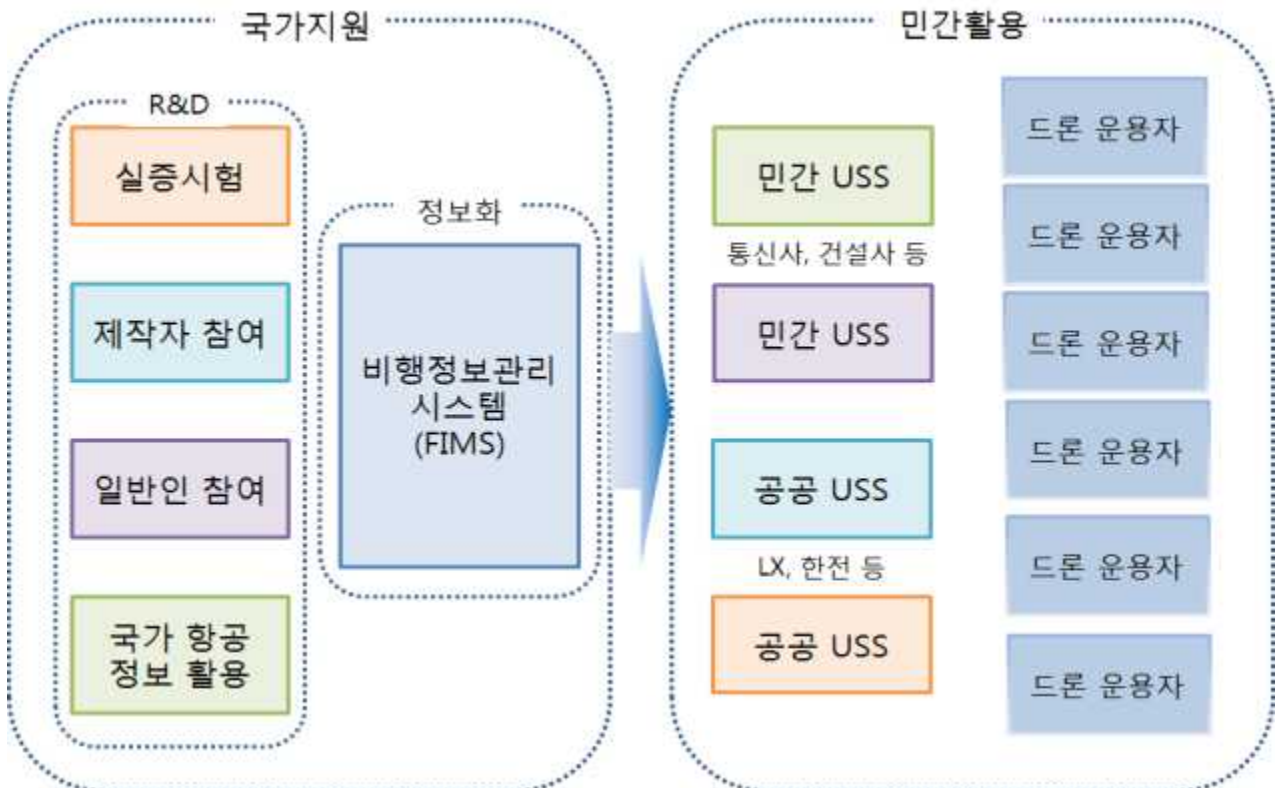 국가지원
R&D
실증시험
제작자 참여
일반인 참여
국가 항공
정보 활용
정보화
비행정보관리
시스템
(FIMS)
민간활용
민간 USS
통신사, 건설사 등
민간 USS
공공 USS
LX, 한전 등
공공 USS
드론 운용자
드론 운용자
드론 운용자
드론 운용자
드론 운용자
드론 운용자